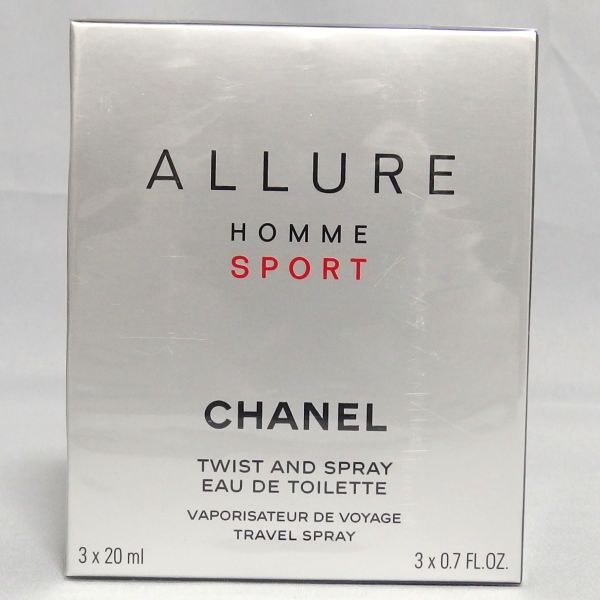 ALLURE
HOMME
SPORT
CHANEL
TWIST AND SPRAY
EAU DE TOILETTE
VAPORISATEUR DE VOYAGE
TRAVEL SPRAY
3 x 20 ml
3 x 0.7 FL.OZ.